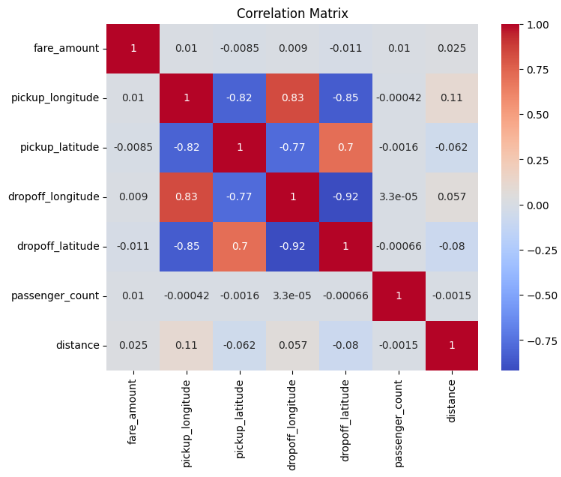 Correlation Matrix
fare_amount 1 0.01 -0.0085 0.009 -0.011 0.01 0.025
pickup_longitude 0.01 1 -0.82 0.83 -0.85 -0.00042 0.11
pickup_latitude -0.0085 -0.82 1 -0.77 0.7 -0.0016 -0.062
dropoff_longitude 0.009 0.83 -0.77 1 -0.92 3.3e-05 0.057
dropoff_latitude -0.011 -0.85 0.7 -0.92 1 -0.00066 -0.08
passenger_count 0.01 -0.00042 -0.0016 3.3e-05 -0.00066 1 -0.0015
distance 0.025 0.11 -0.062 0.057 -0.08 -0.0015 1
fare_amount
pickup_longitude
pickup_latitude
dropoff_longitude
dropoff_latitude
passenger_count
distance
1.00
0.75
0.50
0.25
0.00
−0.25
−0.50
−0.75